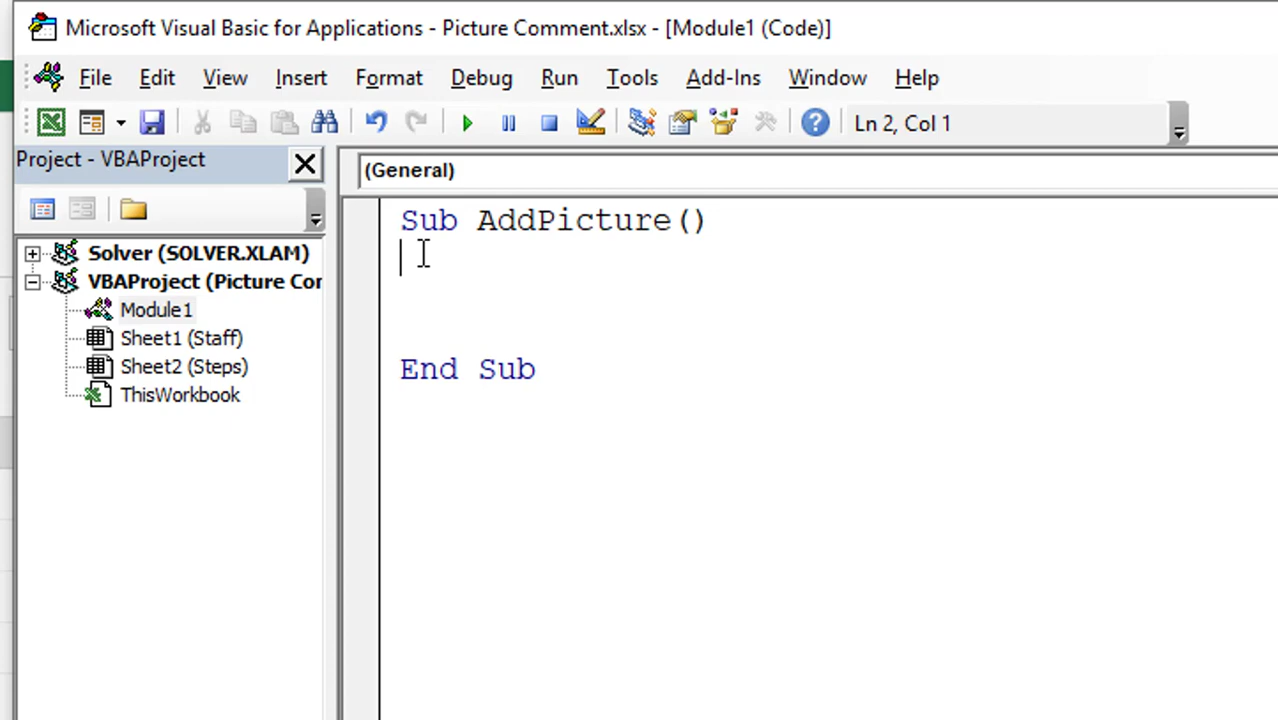 Microsoft Visual Basic for Applications - Picture Comment.xlsx - [Module1 (Code)]
File Edit View Insert Format Debug Run Tools Add-Ins Window Help
Ln 2, Col 1
Project - VBAProject
(General)
Sub AddPicture()
End Sub
Solver (SOLVER.XLAM)
VBAProject (Picture Cor
Module1
Sheet1 (Staff)
Sheet2 (Steps)
ThisWorkbook